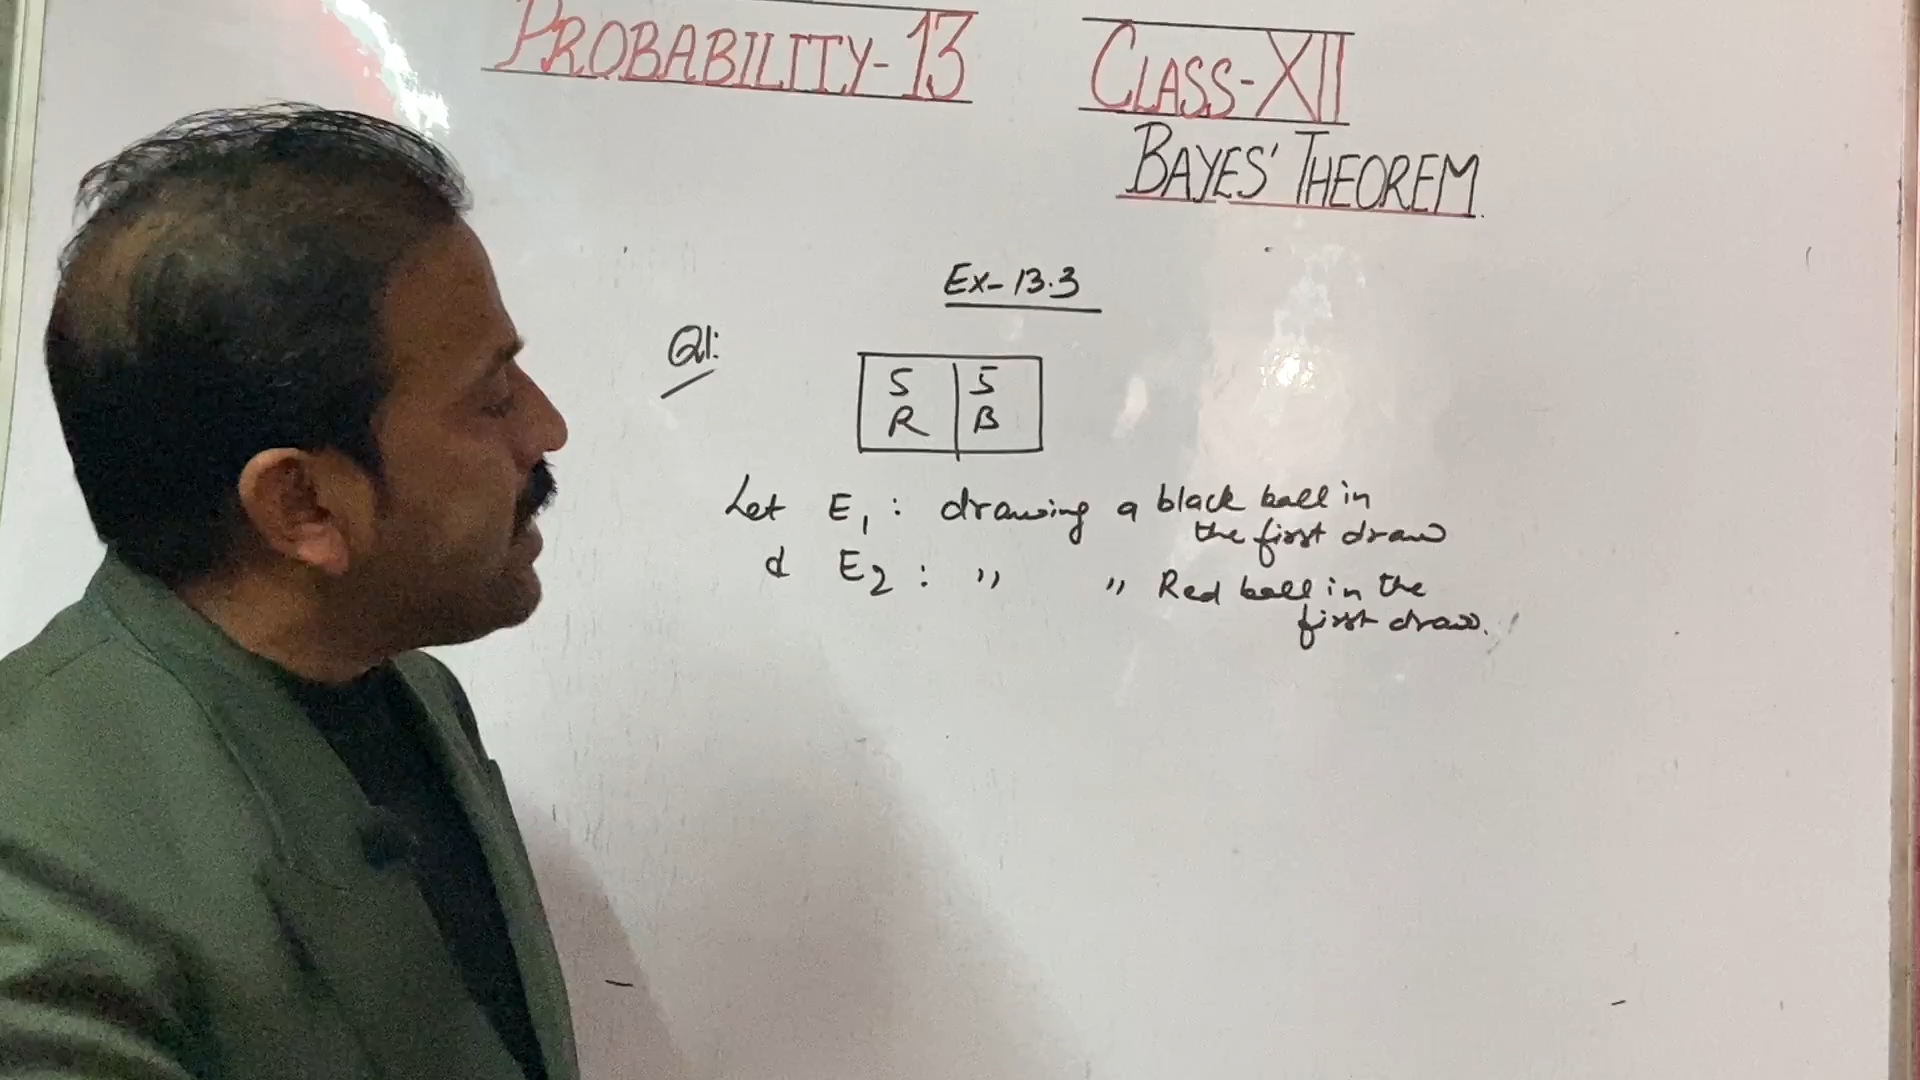 PROBABILITY-13 CLASS-XII
BAYES' THEOREM.
Ex-13.3
Q1:
5 5
R B
Let E1 : drawing a black ball in
the first draw
& E2 : " " Red ball in the
first draw.